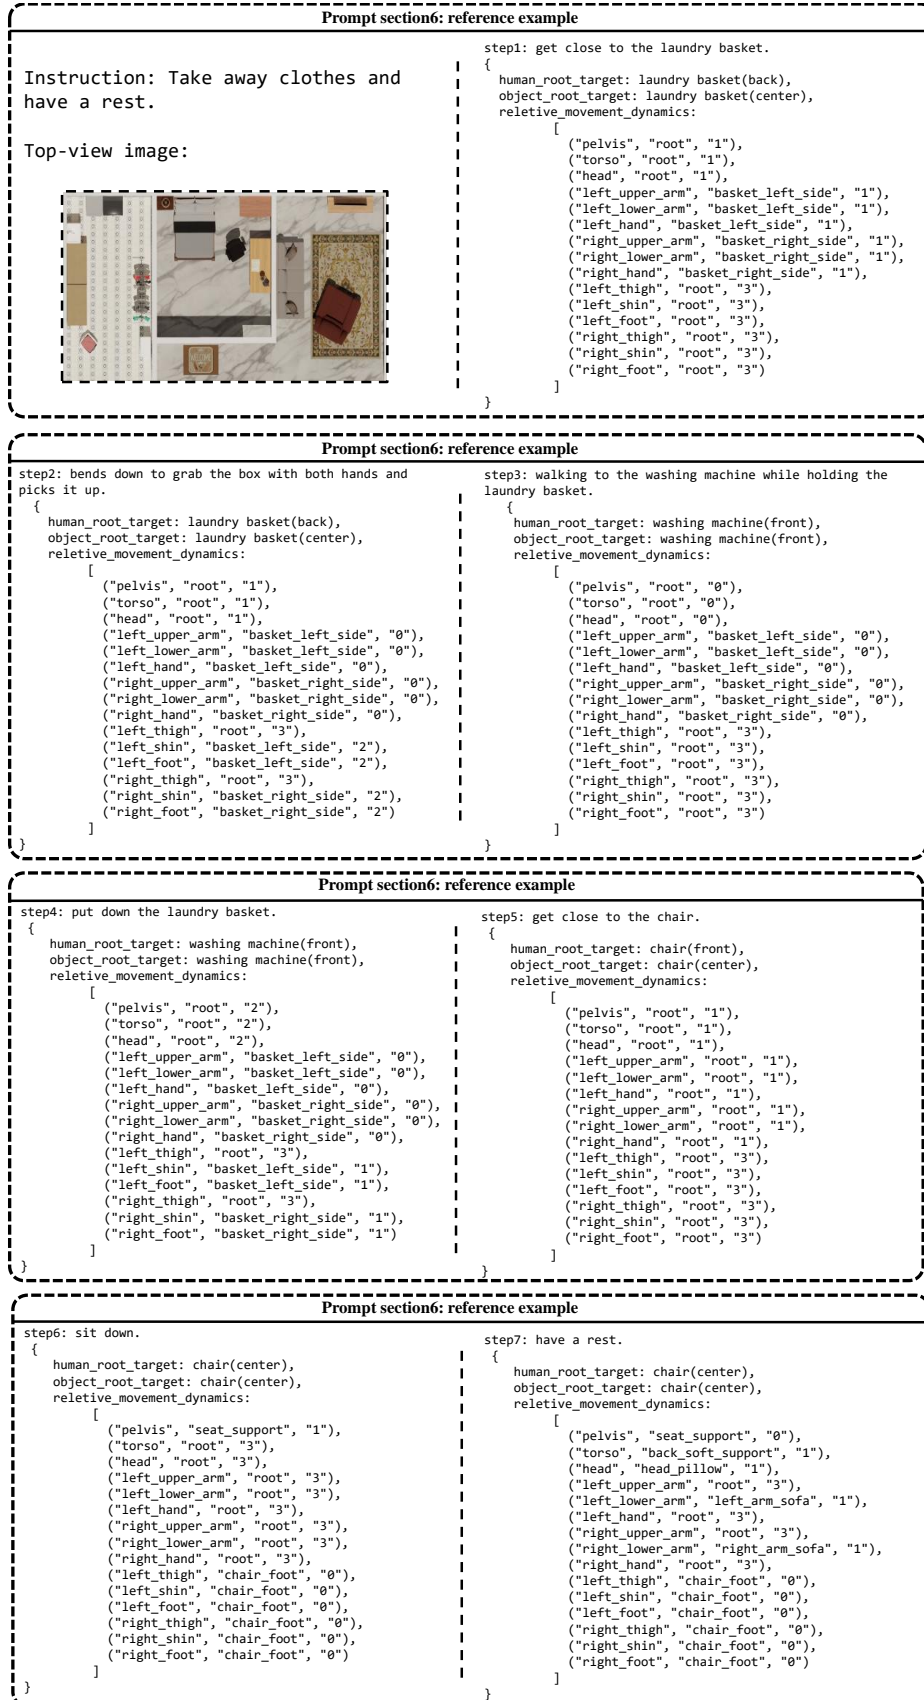 Prompt section6: reference example
Instruction: Take away clothes and
have a rest.
Top-view image:
step1: get close to the laundry basket.
{
human_root_target: laundry basket(back),
object_root_target: laundry basket(center),
reletive_movement_dynamics:
[
("pelvis", "root", "1"),
("torso", "root", "1"),
("head", "root", "1"),
("left_upper_arm", "basket_left_side", "1"),
("left_lower_arm", "basket_left_side", "1"),
("left_hand", "basket_left_side", "1"),
("right_upper_arm", "basket_right_side", "1"),
("right_lower_arm", "basket_right_side", "1"),
("right_hand", "basket_right_side", "1"),
("left_thigh", "root", "3"),
("left_shin", "root", "3"),
("left_foot", "root", "3"),
("right_thigh", "root", "3"),
("right_shin", "root", "3"),
("right_foot", "root", "3")
]
}
Prompt section6: reference example
step2: bends down to grab the box with both hands and
picks it up.
{
human_root_target: laundry basket(back),
object_root_target: laundry basket(center),
reletive_movement_dynamics:
[
("pelvis", "root", "1"),
("torso", "root", "1"),
("head", "root", "1"),
("left_upper_arm", "basket_left_side", "0"),
("left_lower_arm", "basket_left_side", "0"),
("left_hand", "basket_left_side", "0"),
("right_upper_arm", "basket_right_side", "0"),
("right_lower_arm", "basket_right_side", "0"),
("right_hand", "basket_right_side", "0"),
("left_thigh", "root", "3"),
("left_shin", "basket_left_side", "2"),
("left_foot", "basket_left_side", "2"),
("right_thigh", "root", "3"),
("right_shin", "basket_right_side", "2"),
("right_foot", "basket_right_side", "2")
]
}
step3: walking to the washing machine while holding the
laundry basket.
{
human_root_target: washing machine(front),
object_root_target: washing machine(front),
reletive_movement_dynamics:
[
("pelvis", "root", "0"),
("torso", "root", "0"),
("head", "root", "0"),
("left_upper_arm", "basket_left_side", "0"),
("left_lower_arm", "basket_left_side", "0"),
("left_hand", "basket_left_side", "0"),
("right_upper_arm", "basket_right_side", "0"),
("right_lower_arm", "basket_right_side", "0"),
("right_hand", "basket_right_side", "0"),
("left_thigh", "root", "3"),
("left_shin", "root", "3"),
("left_foot", "root", "3"),
("right_thigh", "root", "3"),
("right_shin", "root", "3"),
("right_foot", "root", "3")
]
}
Prompt section6: reference example
step4: put down the laundry basket.
{
human_root_target: washing machine(front),
object_root_target: washing machine(front),
reletive_movement_dynamics:
[
("pelvis", "root", "2"),
("torso", "root", "2"),
("head", "root", "2"),
("left_upper_arm", "basket_left_side", "0"),
("left_lower_arm", "basket_left_side", "0"),
("left_hand", "basket_left_side", "0"),
("right_upper_arm", "basket_right_side", "0"),
("right_lower_arm", "basket_right_side", "0"),
("right_hand", "basket_right_side", "0"),
("left_thigh", "root", "3"),
("left_shin", "basket_left_side", "1"),
("left_foot", "basket_left_side", "1"),
("right_thigh", "root", "3"),
("right_shin", "basket_right_side", "1"),
("right_foot", "basket_right_side", "1")
]
}
step5: get close to the chair.
{
human_root_target: chair(front),
object_root_target: chair(center),
reletive_movement_dynamics:
[
("pelvis", "root", "1"),
("torso", "root", "1"),
("head", "root", "1"),
("left_upper_arm", "root", "1"),
("left_lower_arm", "root", "1"),
("left_hand", "root", "1"),
("right_upper_arm", "root", "1"),
("right_lower_arm", "root", "1"),
("right_hand", "root", "1"),
("left_thigh", "root", "3"),
("left_shin", "root", "3"),
("left_foot", "root", "3"),
("right_thigh", "root", "3"),
("right_shin", "root", "3"),
("right_foot", "root", "3")
]
}
Prompt section6: reference example
step6: sit down.
{
human_root_target: chair(center),
object_root_target: chair(center),
reletive_movement_dynamics:
[
("pelvis", "seat_support", "1"),
("torso", "root", "3"),
("head", "root", "3"),
("left_upper_arm", "root", "3"),
("left_lower_arm", "root", "3"),
("left_hand", "root", "3"),
("right_upper_arm", "root", "3"),
("right_lower_arm", "root", "3"),
("right_hand", "root", "3"),
("left_thigh", "chair_foot", "0"),
("left_shin", "chair_foot", "0"),
("left_foot", "chair_foot", "0"),
("right_thigh", "chair_foot", "0"),
("right_shin", "chair_foot", "0"),
("right_foot", "chair_foot", "0")
]
}
step7: have a rest.
{
human_root_target: chair(center),
object_root_target: chair(center),
reletive_movement_dynamics:
[
("pelvis", "seat_support", "0"),
("torso", "back_soft_support", "1"),
("head", "head_pillow", "1"),
("left_upper_arm", "root", "3"),
("left_lower_arm", "left_arm_sofa", "1"),
("left_hand", "root", "3"),
("right_upper_arm", "root", "3"),
("right_lower_arm", "right_arm_sofa", "1"),
("right_hand", "root", "3"),
("left_thigh", "chair_foot", "0"),
("left_shin", "chair_foot", "0"),
("left_foot", "chair_foot", "0"),
("right_thigh", "chair_foot", "0"),
("right_shin", "chair_foot", "0"),
("right_foot", "chair_foot", "0")
]
}